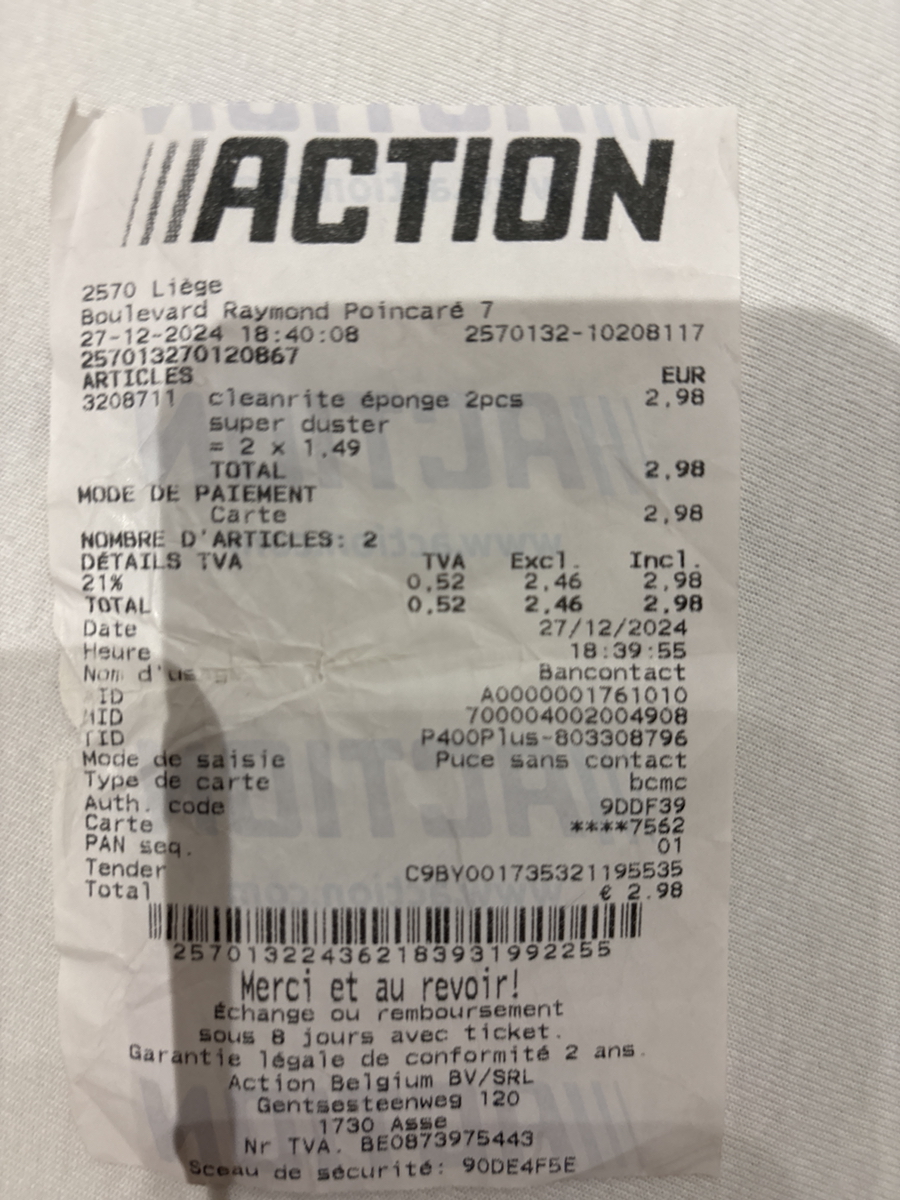 ACTION
2570 Liège
Boulevard Raymond Poincaré 7
27-12-2024 18:40:08 2570132-10208117
257013270120867
ARTICLES EUR
3208711 cleanrite éponge 2pcs 2,98
super duster
= 2 x 1,49
TOTAL 2,98
MODE DE PAIEMENT
Carte 2,98
NOMBRE D'ARTICLES: 2
DÉTAILS TVA TVA Excl. Incl.
21% 0,52 2,46 2,98
TOTAL 0,52 2,46 2,98
Date 27/12/2024
Heure 18:39:55
Nom Bancontact
ID A0000001761010
MID 700004002004908
TID P400Plus-803308796
Mode de saisie Puce sans contact
Type de carte bcmc
Auth. code 9DDF39
Carte ****7562
PAN seq. 01
Tender C9BY001735321195535
Total € 2.98
2570132243621839319922​55
Merci et au revoir!
Échange ou remboursement
sous 8 jours avec ticket.
Garantie légale de conformité 2 ans.
Action Belgium BV/SRL
Gentsesteenweg 120
1730 Asse
Nr TVA. BE0873975443
Sceau de sécurité: 90DE4F5E